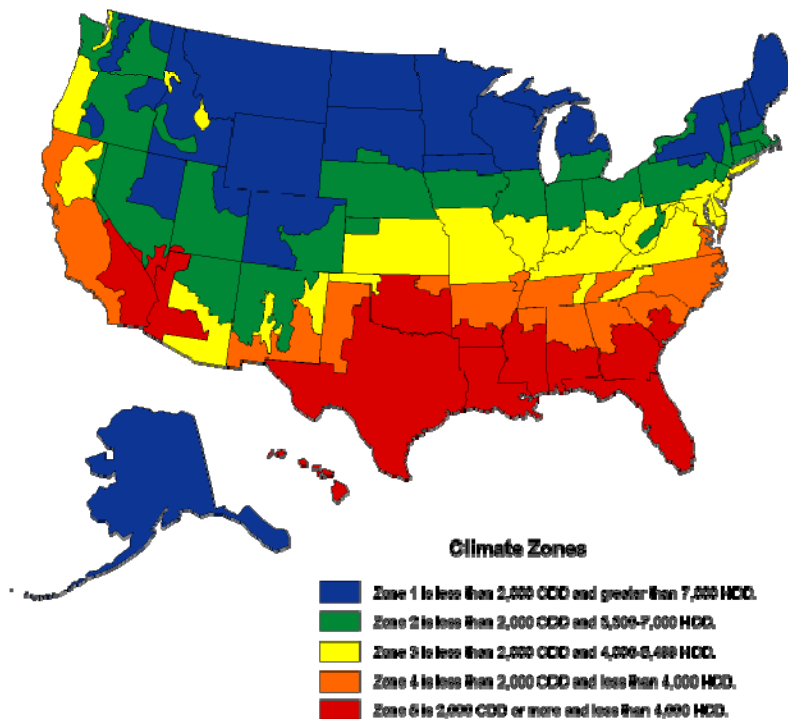 Climate Zones
Zone 1 is less than 2,000 CDD and greater than 7,000 HDD.
Zone 2 is less than 2,000 CDD and 5,500-7,000 HDD.
Zone 3 is less than 2,000 CDD and 4,000-5,499 HDD.
Zone 4 is less than 2,000 CDD and less than 4,000 HDD.
Zone 5 is 2,000 CDD or more and less than 4,000 HDD.